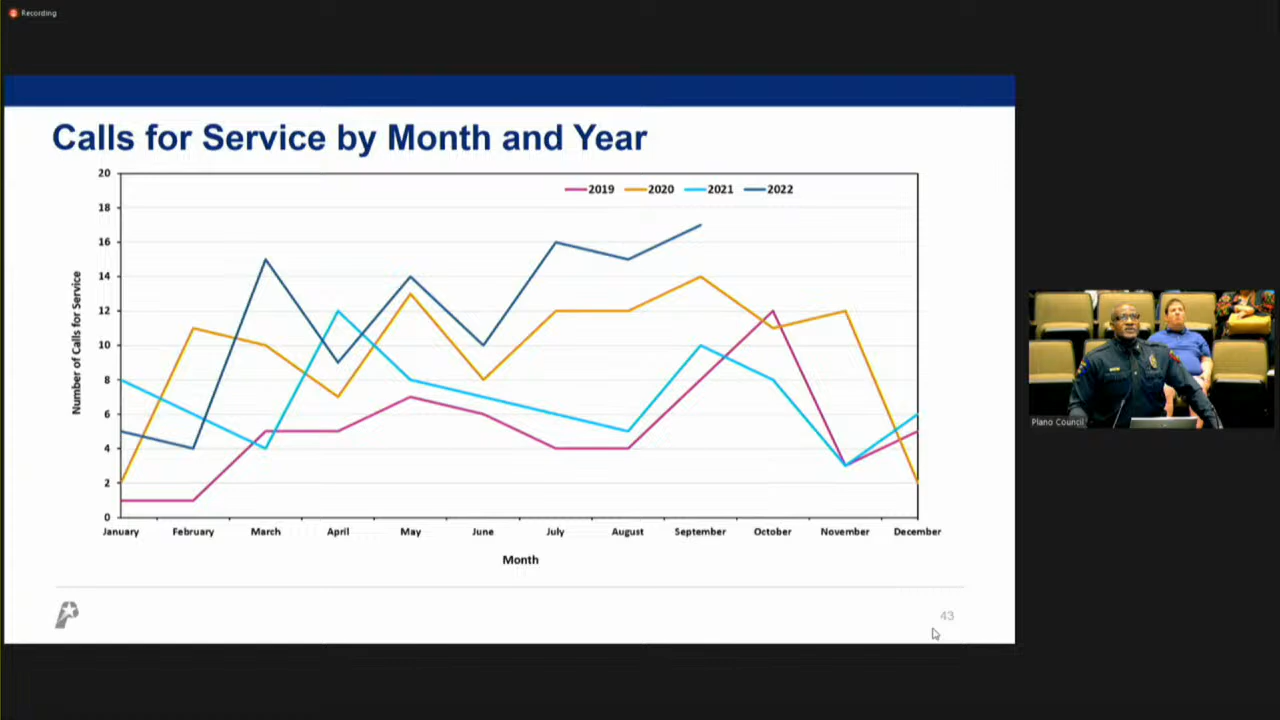 Recording
Calls for Service by Month and Year
2019 2020 2021 2022
20
18
16
14
12
10
8
6
4
2
0
Number of Calls for Service
January February March April May June July August September October November December
Month
43
Plano Council